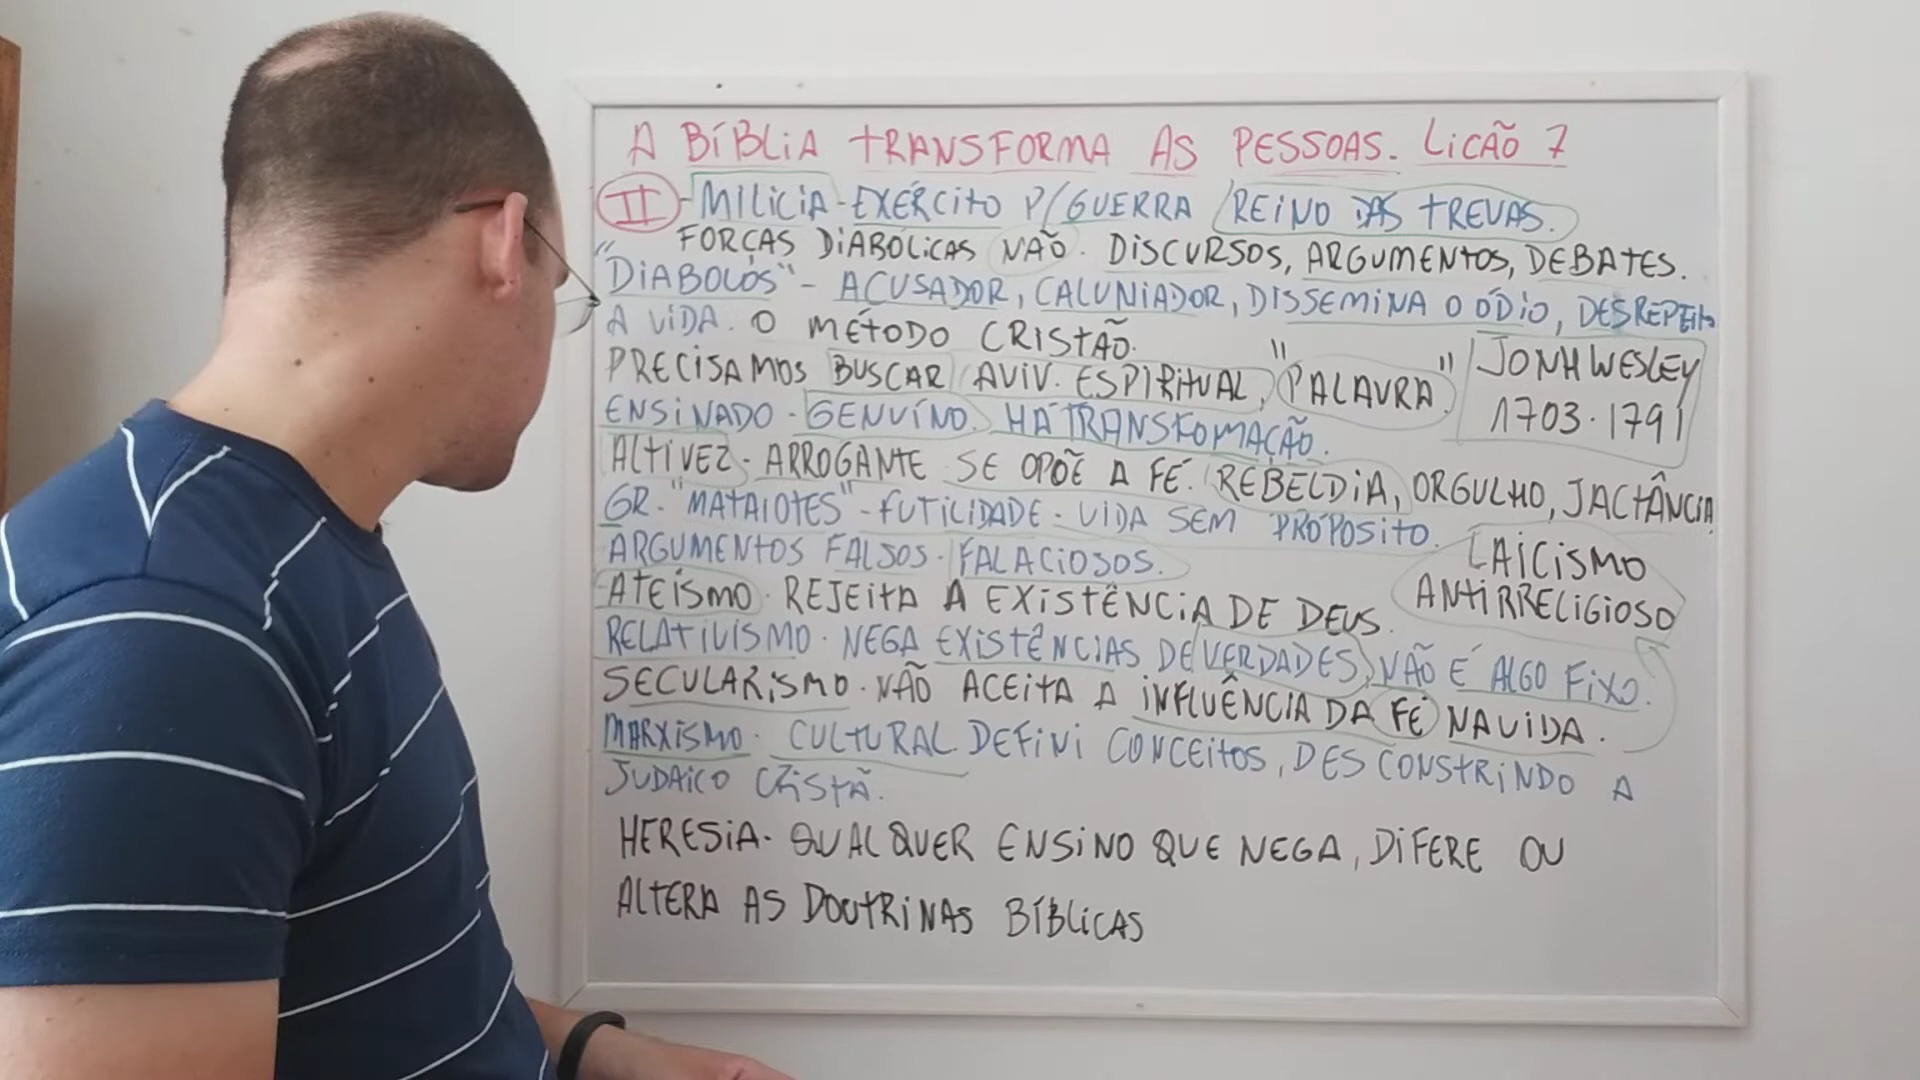 A BÍBLIA TRANSFORMA AS PESSOAS. LICÃO 7
II - MILICIA - EXÉRCITO P/ GUERRA REINO DAS TREVAS.
FORÇAS DIABÓLICAS NÃO. DISCURSOS, ARGUMENTOS, DEBATES.
"DIABOLÓS" - ACUSADOR, CALUNIADOR, DISSEMINA O ÓDIO, DESREPEITO
A VIDA. O MÉTODO CRISTÃO.
PRECISAMOS BUSCAR AVIV. ESPIRITUAL, "PALAVRA".
JONH WESLEY
1703.1791
ENSINADO - GENUÍNO. HÁ TRANSFOMAÇÃO.
ALTIVEZ - ARROGANTE SE OPÕE A FÉ. REBELDIA, ORGULHO, JACTÂNCIA
GR. "MATAIOTES" - FUTILIDADE - VIDA SEM PROPÓSITO.
ARGUMENTOS FALSOS. FALACIOSOS.
LAICISMO
ANTIRRELIGIOSO
ATEÍSMO. REJEITA A EXISTÊNCIA DE DEUS.
RELATIVISMO. NEGA EXISTÊNCIAS DE VERDADES, NÃO É ALGO FIXO.
SECULARISMO. NÃO ACEITA A INFLUÊNCIA DA FÉ NA VIDA.
MARXISMO. CULTURAL. DEFINI CONCEITOS, DESCONSTRINDO A
JUDAICO CRISTÃ.
HERESIA. QUALQUER ENSINO QUE NEGA, DIFERE OU
ALTERA AS DOUTRINAS BÍBLICAS